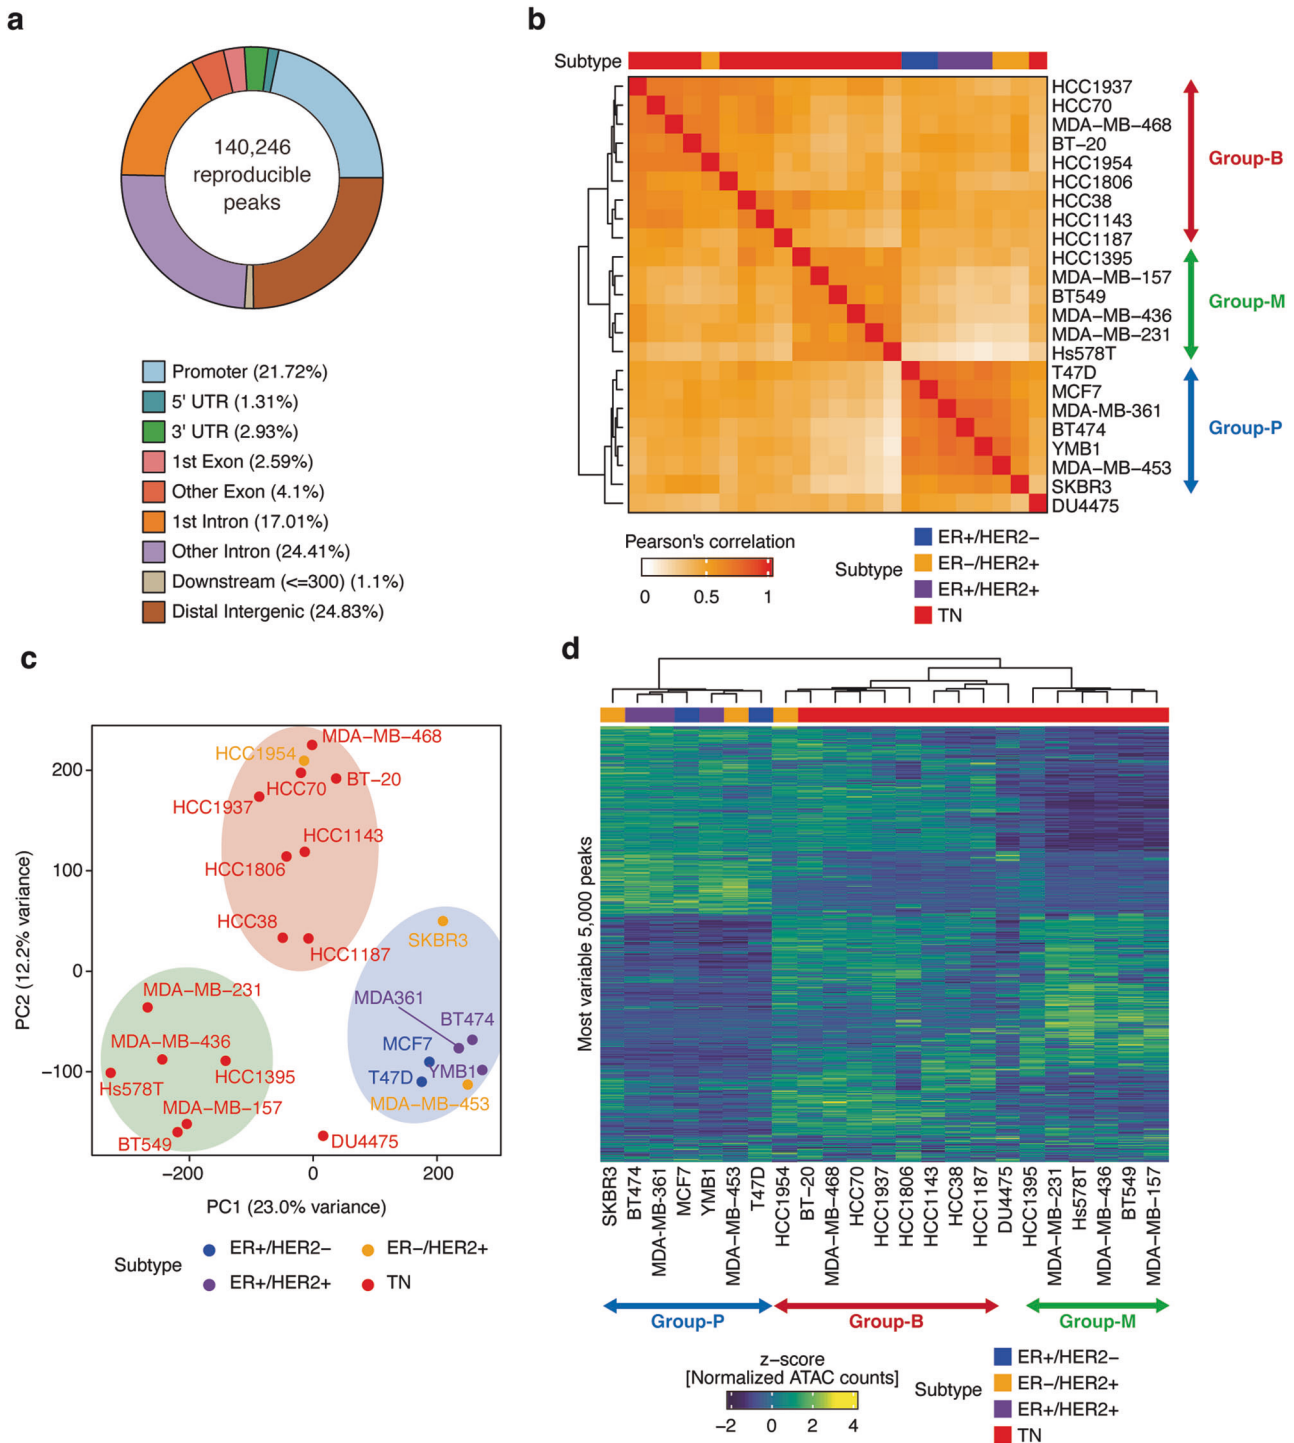 a
140,246
reproducible
peaks
Promoter (21.72%)
5' UTR (1.31%)
3' UTR (2.93%)
1st Exon (2.59%)
Other Exon (4.1%)
1st Intron (17.01%)
Other Intron (24.41%)
Downstream (<=300) (1.1%)
Distal Intergenic (24.83%)
b
Subtype
HCC1937
HCC70
MDA−MB−468
BT−20
HCC1954
HCC1806
HCC38
HCC1143
HCC1187
HCC1395
MDA−MB−157
BT549
MDA−MB−436
MDA−MB−231
Hs578T
T47D
MCF7
MDA-MB-361
BT474
YMB1
MDA−MB−453
SKBR3
DU4475
Group-B
Group-M
Group-P
Pearson's correlation
0 0.5 1
Subtype
ER+/HER2−
ER−/HER2+
ER+/HER2+
TN
c
PC2 (12.2% variance)
200
100
0
−100
MDA−MB−468
HCC1954
HCC70
BT−20
HCC1937
HCC1143
HCC1806
HCC38
HCC1187
SKBR3
MDA−MB−231
MDA361
BT474
MDA−MB−436
MCF7
HCC1395
T47D
YMB1
Hs578T
MDA−MB−453
MDA−MB−157
BT549
DU4475
−200 0 200
PC1 (23.0% variance)
Subtype
ER+/HER2−
ER−/HER2+
ER+/HER2+
TN
d
Most variable 5,000 peaks
SKBR3
BT474
MDA-MB-361
MCF7
YMB1
MDA−MB−453
T47D
HCC1954
BT−20
MDA−MB−468
HCC70
HCC1937
HCC1806
HCC1143
HCC38
HCC1187
DU4475
HCC1395
MDA−MB−231
Hs578T
MDA−MB−436
BT549
MDA−MB−157
Group-P
Group-B
Group-M
z−score
[Normalized ATAC counts]
−2 0 2 4
Subtype
ER+/HER2−
ER−/HER2+
ER+/HER2+
TN